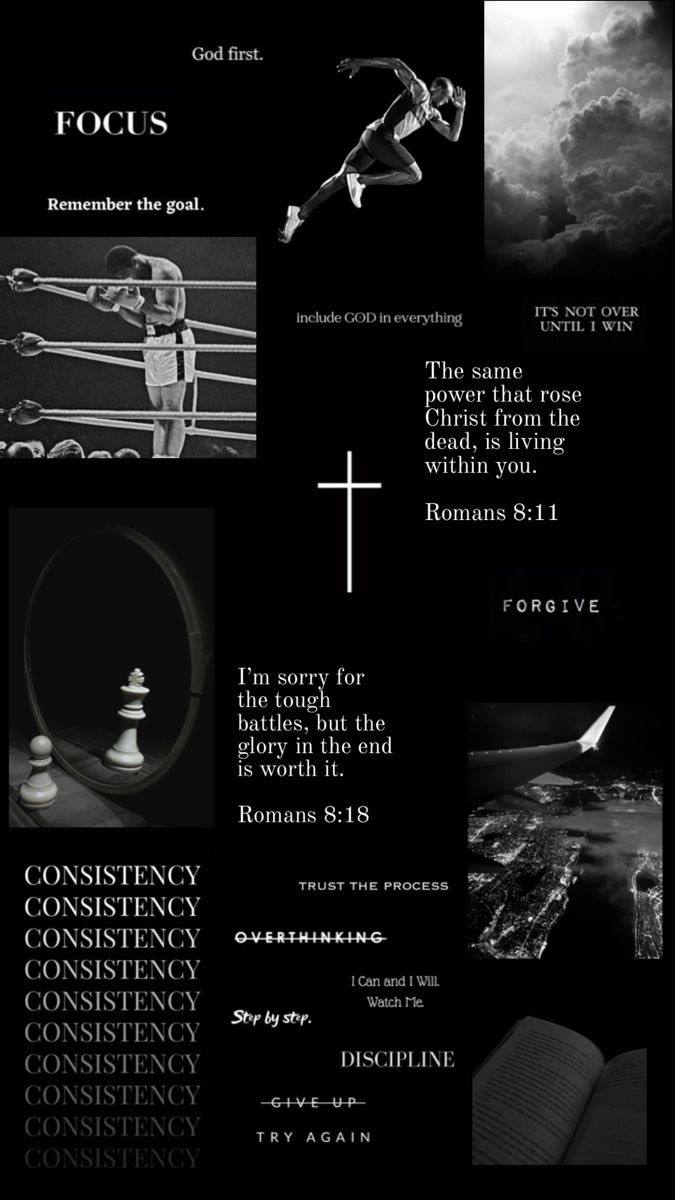 God first.
FOCUS
Remember the goal.
include GOD in everything
IT'S NOT OVER
UNTIL I WIN
The same
power that rose
Christ from the
dead, is living
within you.
Romans 8:11
FORGIVE
I'm sorry for
the tough
battles, but the
glory in the end
is worth it.
Romans 8:18
CONSISTENCY
CONSISTENCY
CONSISTENCY
CONSISTENCY
CONSISTENCY
CONSISTENCY
CONSISTENCY
CONSISTENCY
CONSISTENCY
CONSISTENCY
TRUST THE PROCESS
OVERTHINKING
I Can and I Will.
Watch Me.
Step by step.
DISCIPLINE
GIVE UP
TRY AGAIN